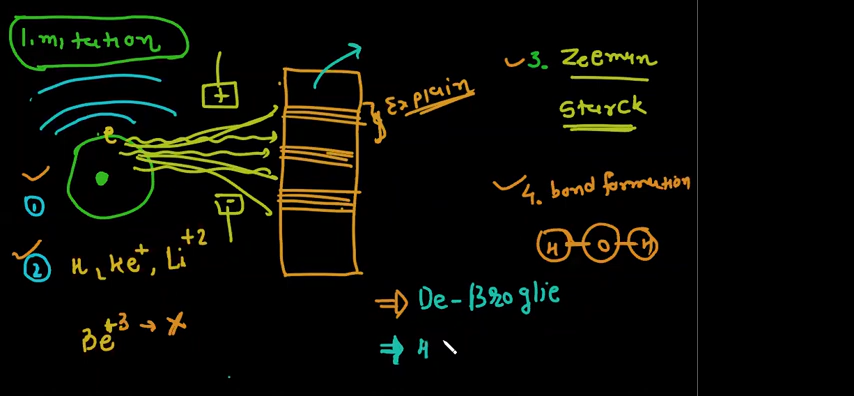 limitation
+
e
-
Explain
1
2 H, He+, Li+2
Be+3 → ×
3. Zeeman
Starck
4. bond formation
H-O-H
⇒ De-Broglie
⇒ H